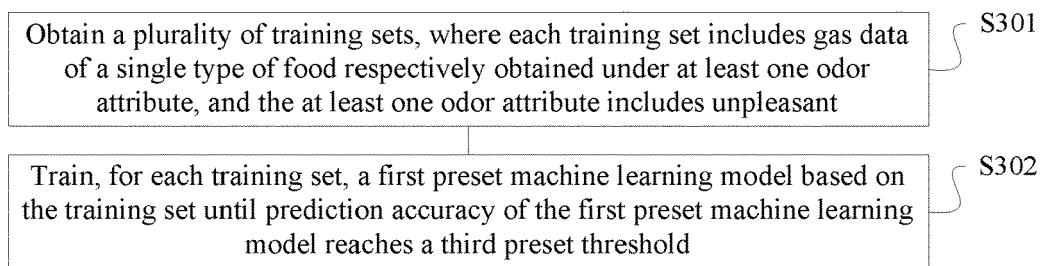 Obtain a plurality of training sets, where each training set includes gas data
of a single type of food respectively obtained under at least one odor
attribute, and the at least one odor attribute includes unpleasant
S301
Train, for each training set, a first preset machine learning model based on
the training set until prediction accuracy of the first preset machine learning
model reaches a third preset threshold
S302